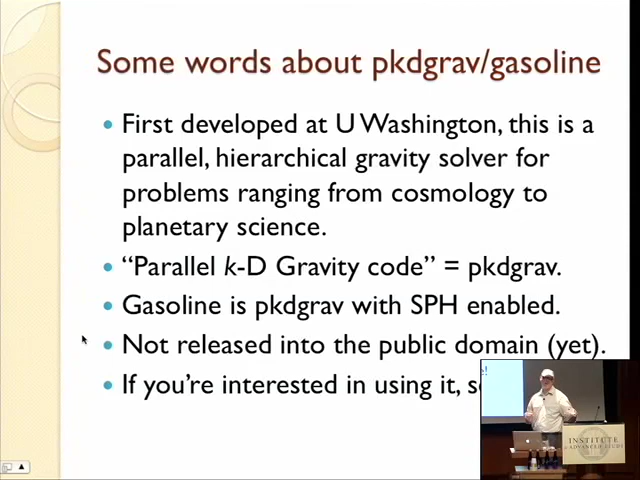 Some words about pkdgrav/gasoline
First developed at U Washington, this is a
parallel, hierarchical gravity solver for
problems ranging from cosmology to
planetary science.
“Parallel k-D Gravity code” = pkdgrav.
Gasoline is pkdgrav with SPH enabled.
Not released into the public domain (yet).
If you’re interested in using it,
INSTITUTE
ADVANCED STUDY